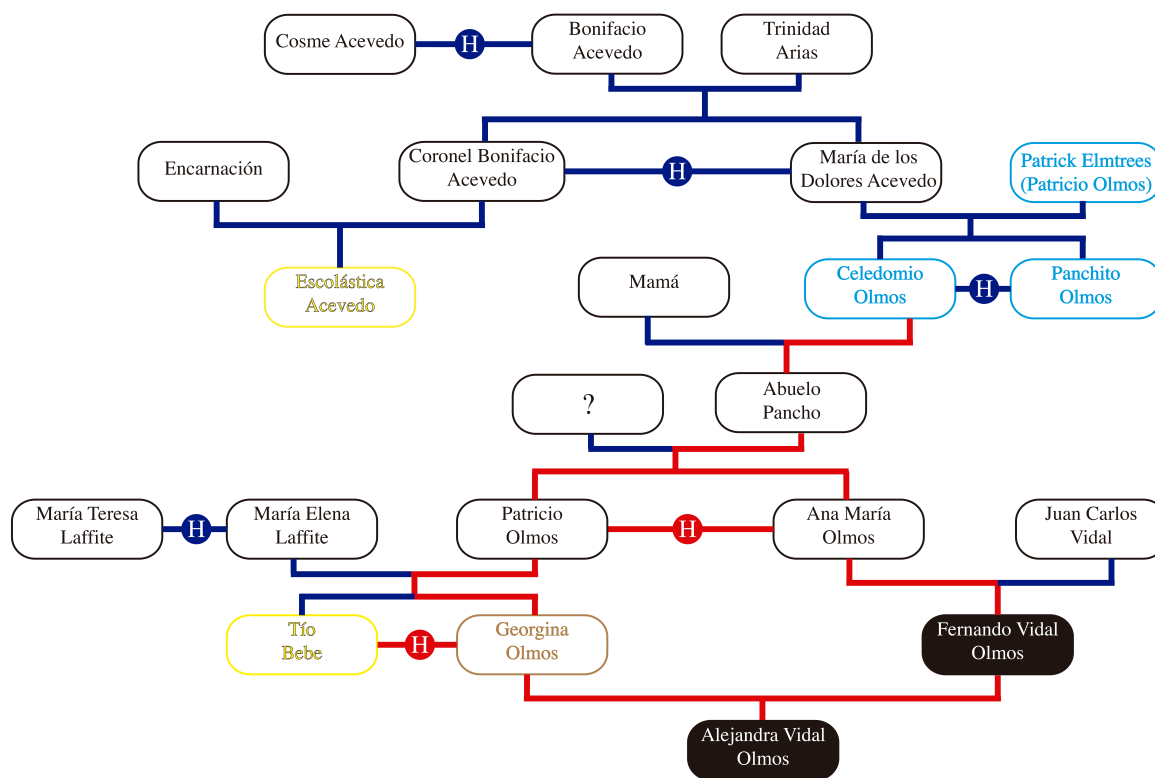 Cosme Acevedo
H
Bonifacio
Acevedo
Trinidad
Arias
Encarnación
Coronel Bonifacio
Acevedo
H
María de los
Dolores Acevedo
Patrick Elmtrees
(Patricio Olmos)
Escolástica
Acevedo
Mamá
Celedomio
Olmos
H
Panchito
Olmos
?
Abuelo
Pancho
María Teresa
Laffite
H
María Elena
Laffite
Patricio
Olmos
H
Ana María
Olmos
Juan Carlos
Vidal
Tío
Bebe
H
Georgina
Olmos
Fernando Vidal
Olmos
Alejandra Vidal
Olmos